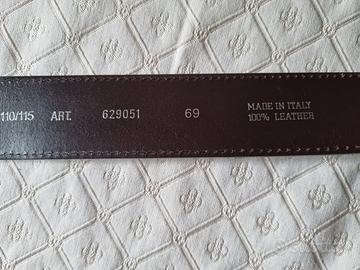 110/115 ART. 629051 69 MADE IN ITALY
100% LEATHER